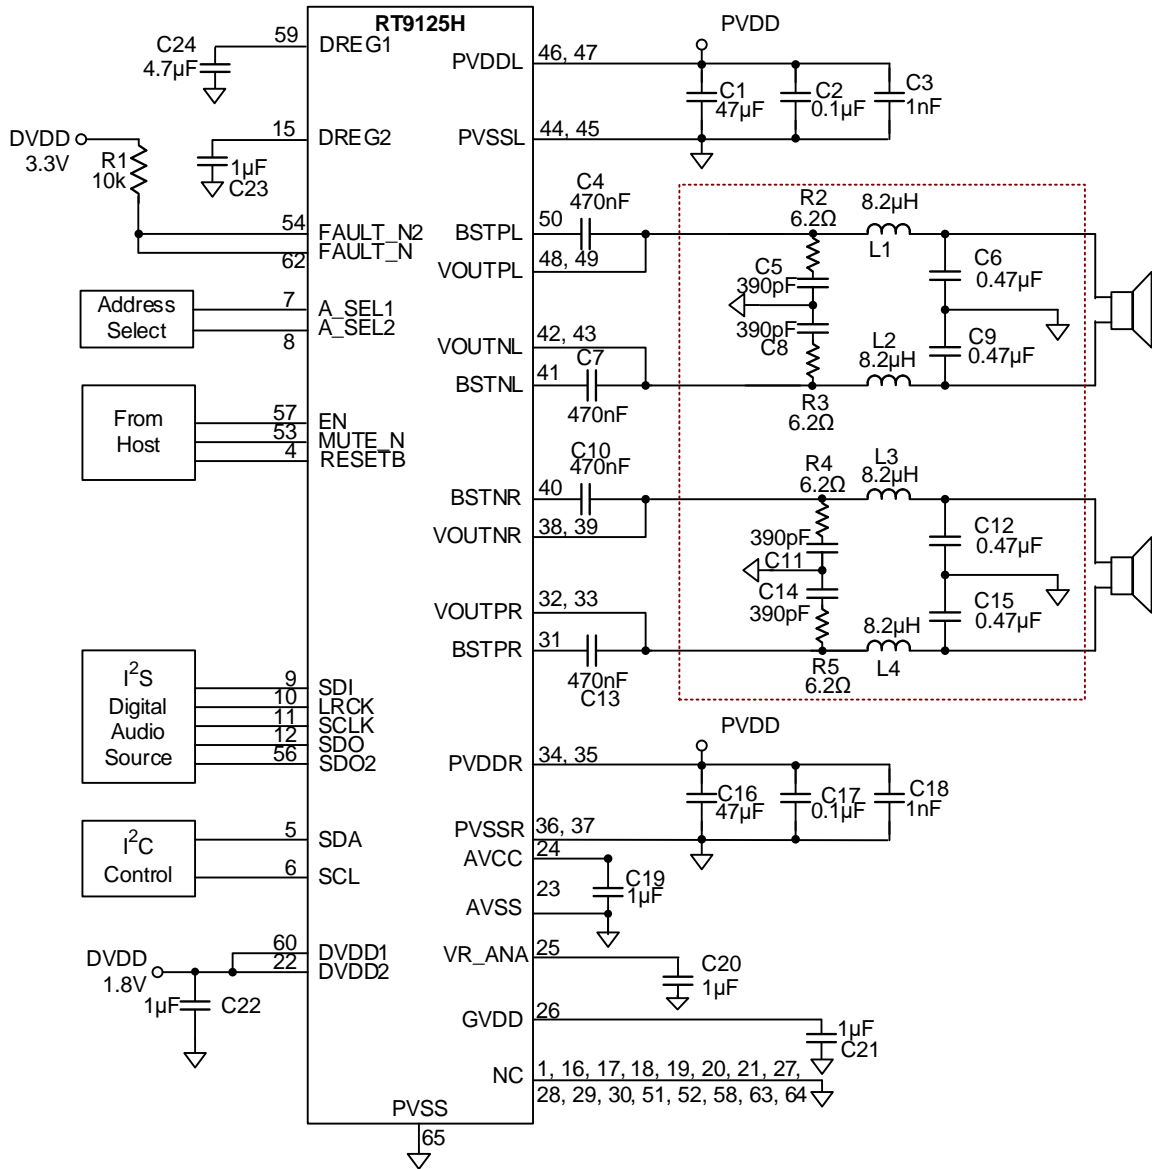 RT9125H
C24
4.7µF
59
DREG1
15
DREG2
1µF
C23
DVDD
3.3V
R1
10k
54
FAULT_N2
FAULT_N
62
Address
Select
7
A_SEL1
A_SEL2
8
From
Host
57
EN
53
MUTE_N
4
RESETB
I²S
Digital
Audio
Source
9
SDI
10
LRCK
11
SCLK
12
SDO
56
SDO2
I²C
Control
5
SDA
6
SCL
DVDD
1.8V
60
DVDD1
22
DVDD2
1µF
C22
PVSS
65
PVDD
PVDDL
46, 47
C1
47µF
C2
0.1µF
C3
1nF
PVSSL
44, 45
C4
470nF
BSTPL
50
VOUTPL
48, 49
R2
6.2Ω
8.2µH
L1
C5
390pF
C6
0.47µF
390pF
C8
VOUTNL
42, 43
C7
BSTNL
41
470nF
L2
8.2µH
C9
0.47µF
R3
6.2Ω
C10
470nF
BSTNR
40
VOUTNR
38, 39
R4
6.2Ω
L3
8.2µH
390pF
C11
C12
0.47µF
C14
390pF
VOUTPR
32, 33
BSTPR
31
470nF
C13
8.2µH
L4
C15
0.47µF
R5
6.2Ω
PVDD
PVDDR
34, 35
C16
47µF
C17
0.1µF
C18
1nF
PVSSR
36, 37
AVCC
24
C19
1µF
AVSS
23
VR_ANA
25
C20
1µF
GVDD
26
1µF
C21
NC
1, 16, 17, 18, 19, 20, 21, 27,
28, 29, 30, 51, 52, 58, 63, 64